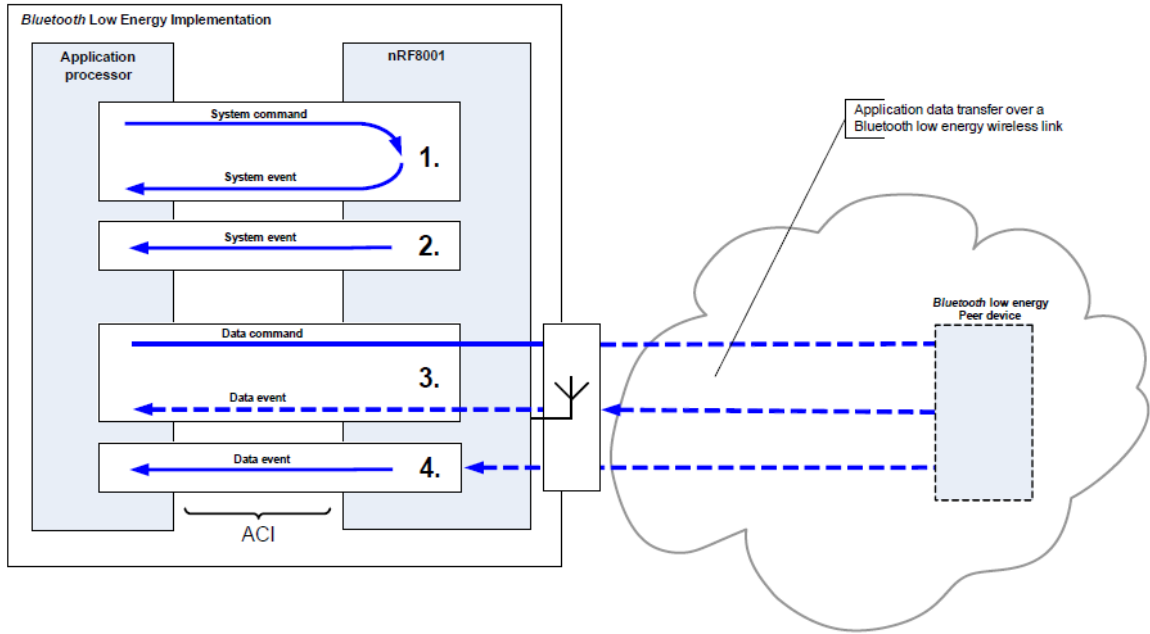 Bluetooth Low Energy Implementation
Application
processor
nRF8001
System command
1.
System event
System event
2.
Data command
3.
Data event
Data event
4.
ACI
Application data transfer over a
Bluetooth low energy wireless link
Bluetooth low energy
Peer device